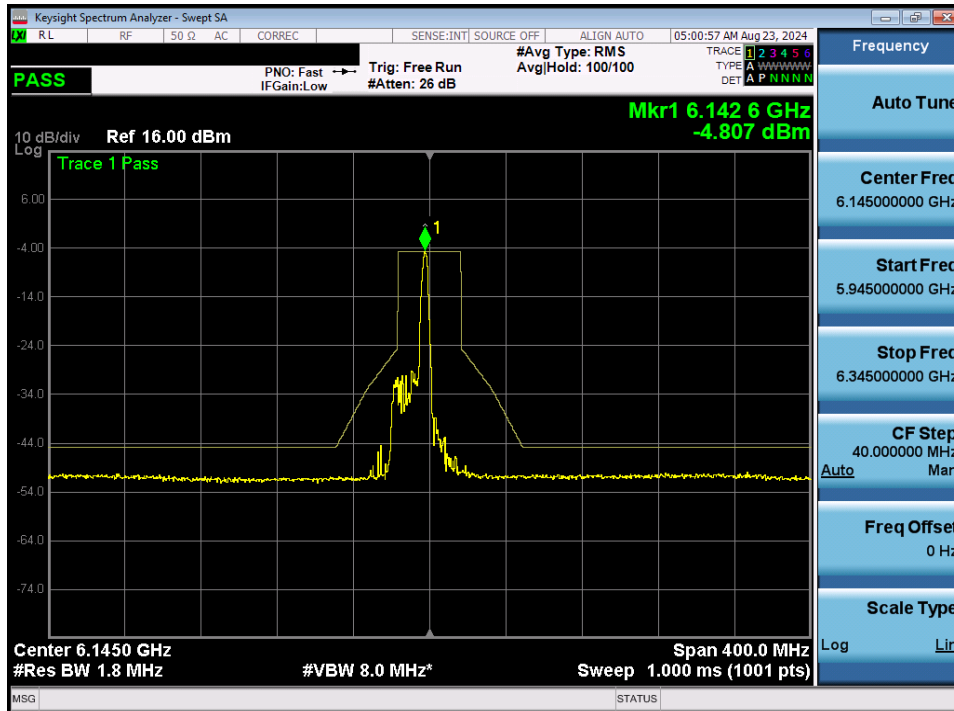 Keysight Spectrum Analyzer - Swept SA
LXI RL RF 50 Ω AC CORREC SENSE:INT SOURCE OFF ALIGN AUTO 05:00:57 AM Aug 23, 2024
PASS
PNO: Fast
IFGain:Low
Trig: Free Run
#Atten: 26 dB
#Avg Type: RMS
Avg|Hold: 100/100
TRACE 1 2 3 4 5 6
TYPE A WWWWW
DET A P N N N N
Mkr1 6.142 6 GHz
-4.807 dBm
10 dB/div Ref 16.00 dBm
Log
Trace 1 Pass
1
6.00
-4.00
-14.0
-24.0
-34.0
-44.0
-54.0
-64.0
-74.0
Center 6.1450 GHz Span 400.0 MHz
#Res BW 1.8 MHz #VBW 8.0 MHz* Sweep 1.000 ms (1001 pts)
MSG STATUS
Frequency
Auto Tune
Center Freq
6.145000000 GHz
Start Freq
5.945000000 GHz
Stop Freq
6.345000000 GHz
CF Step
40.000000 MHz
Auto Man
Freq Offset
0 Hz
Scale Type
Log Lin